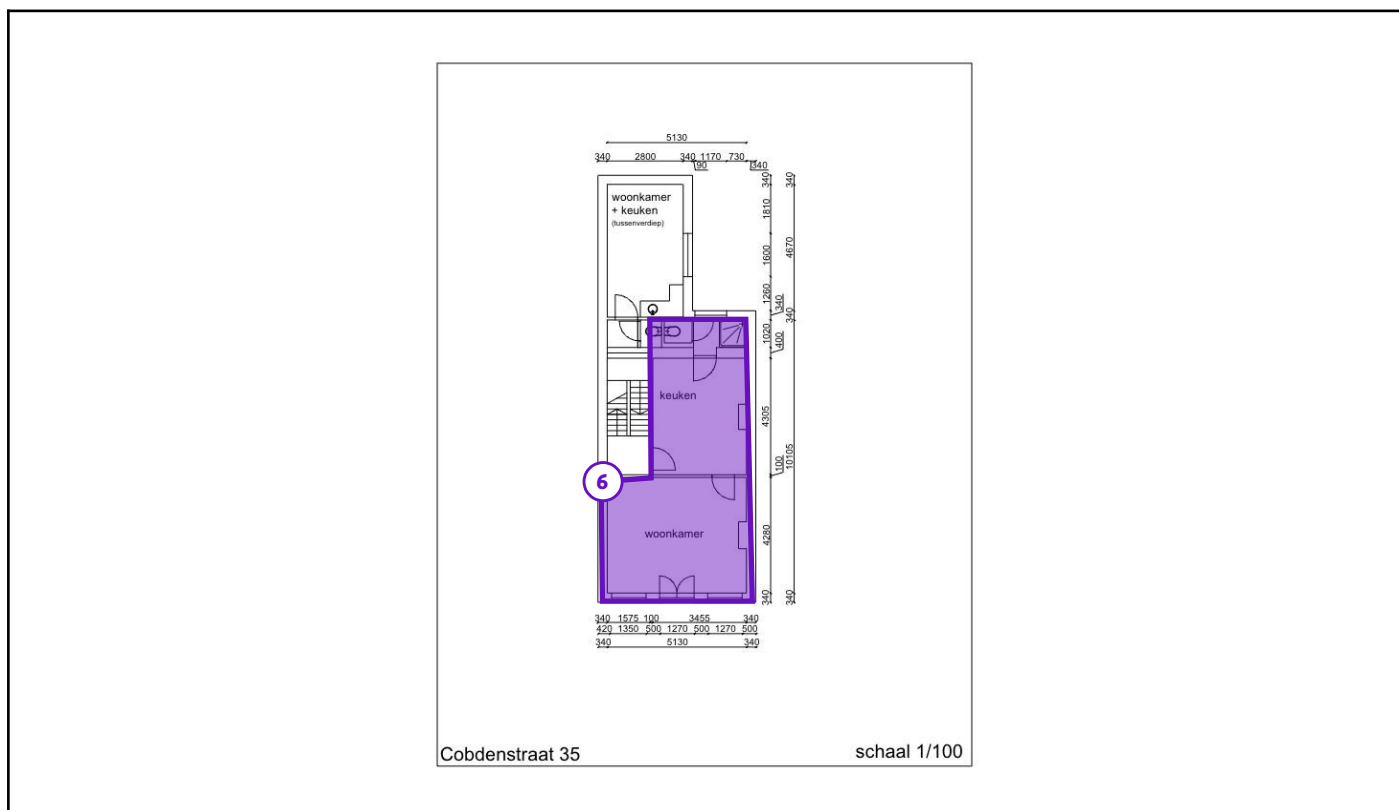 5130
340 2800 340 1170 730
90 340
340 340
woonkamer
+ keuken
(tussenverdiep)
1810
4670
1600
1260
340
340
1020
400
keuken
4305
10105
100
6
woonkamer
4280
340 340
340 1575 100 3455 340
420 1350 500 1270 500 1270 500
340 5130 340
Cobdenstraat 35
schaal 1/100